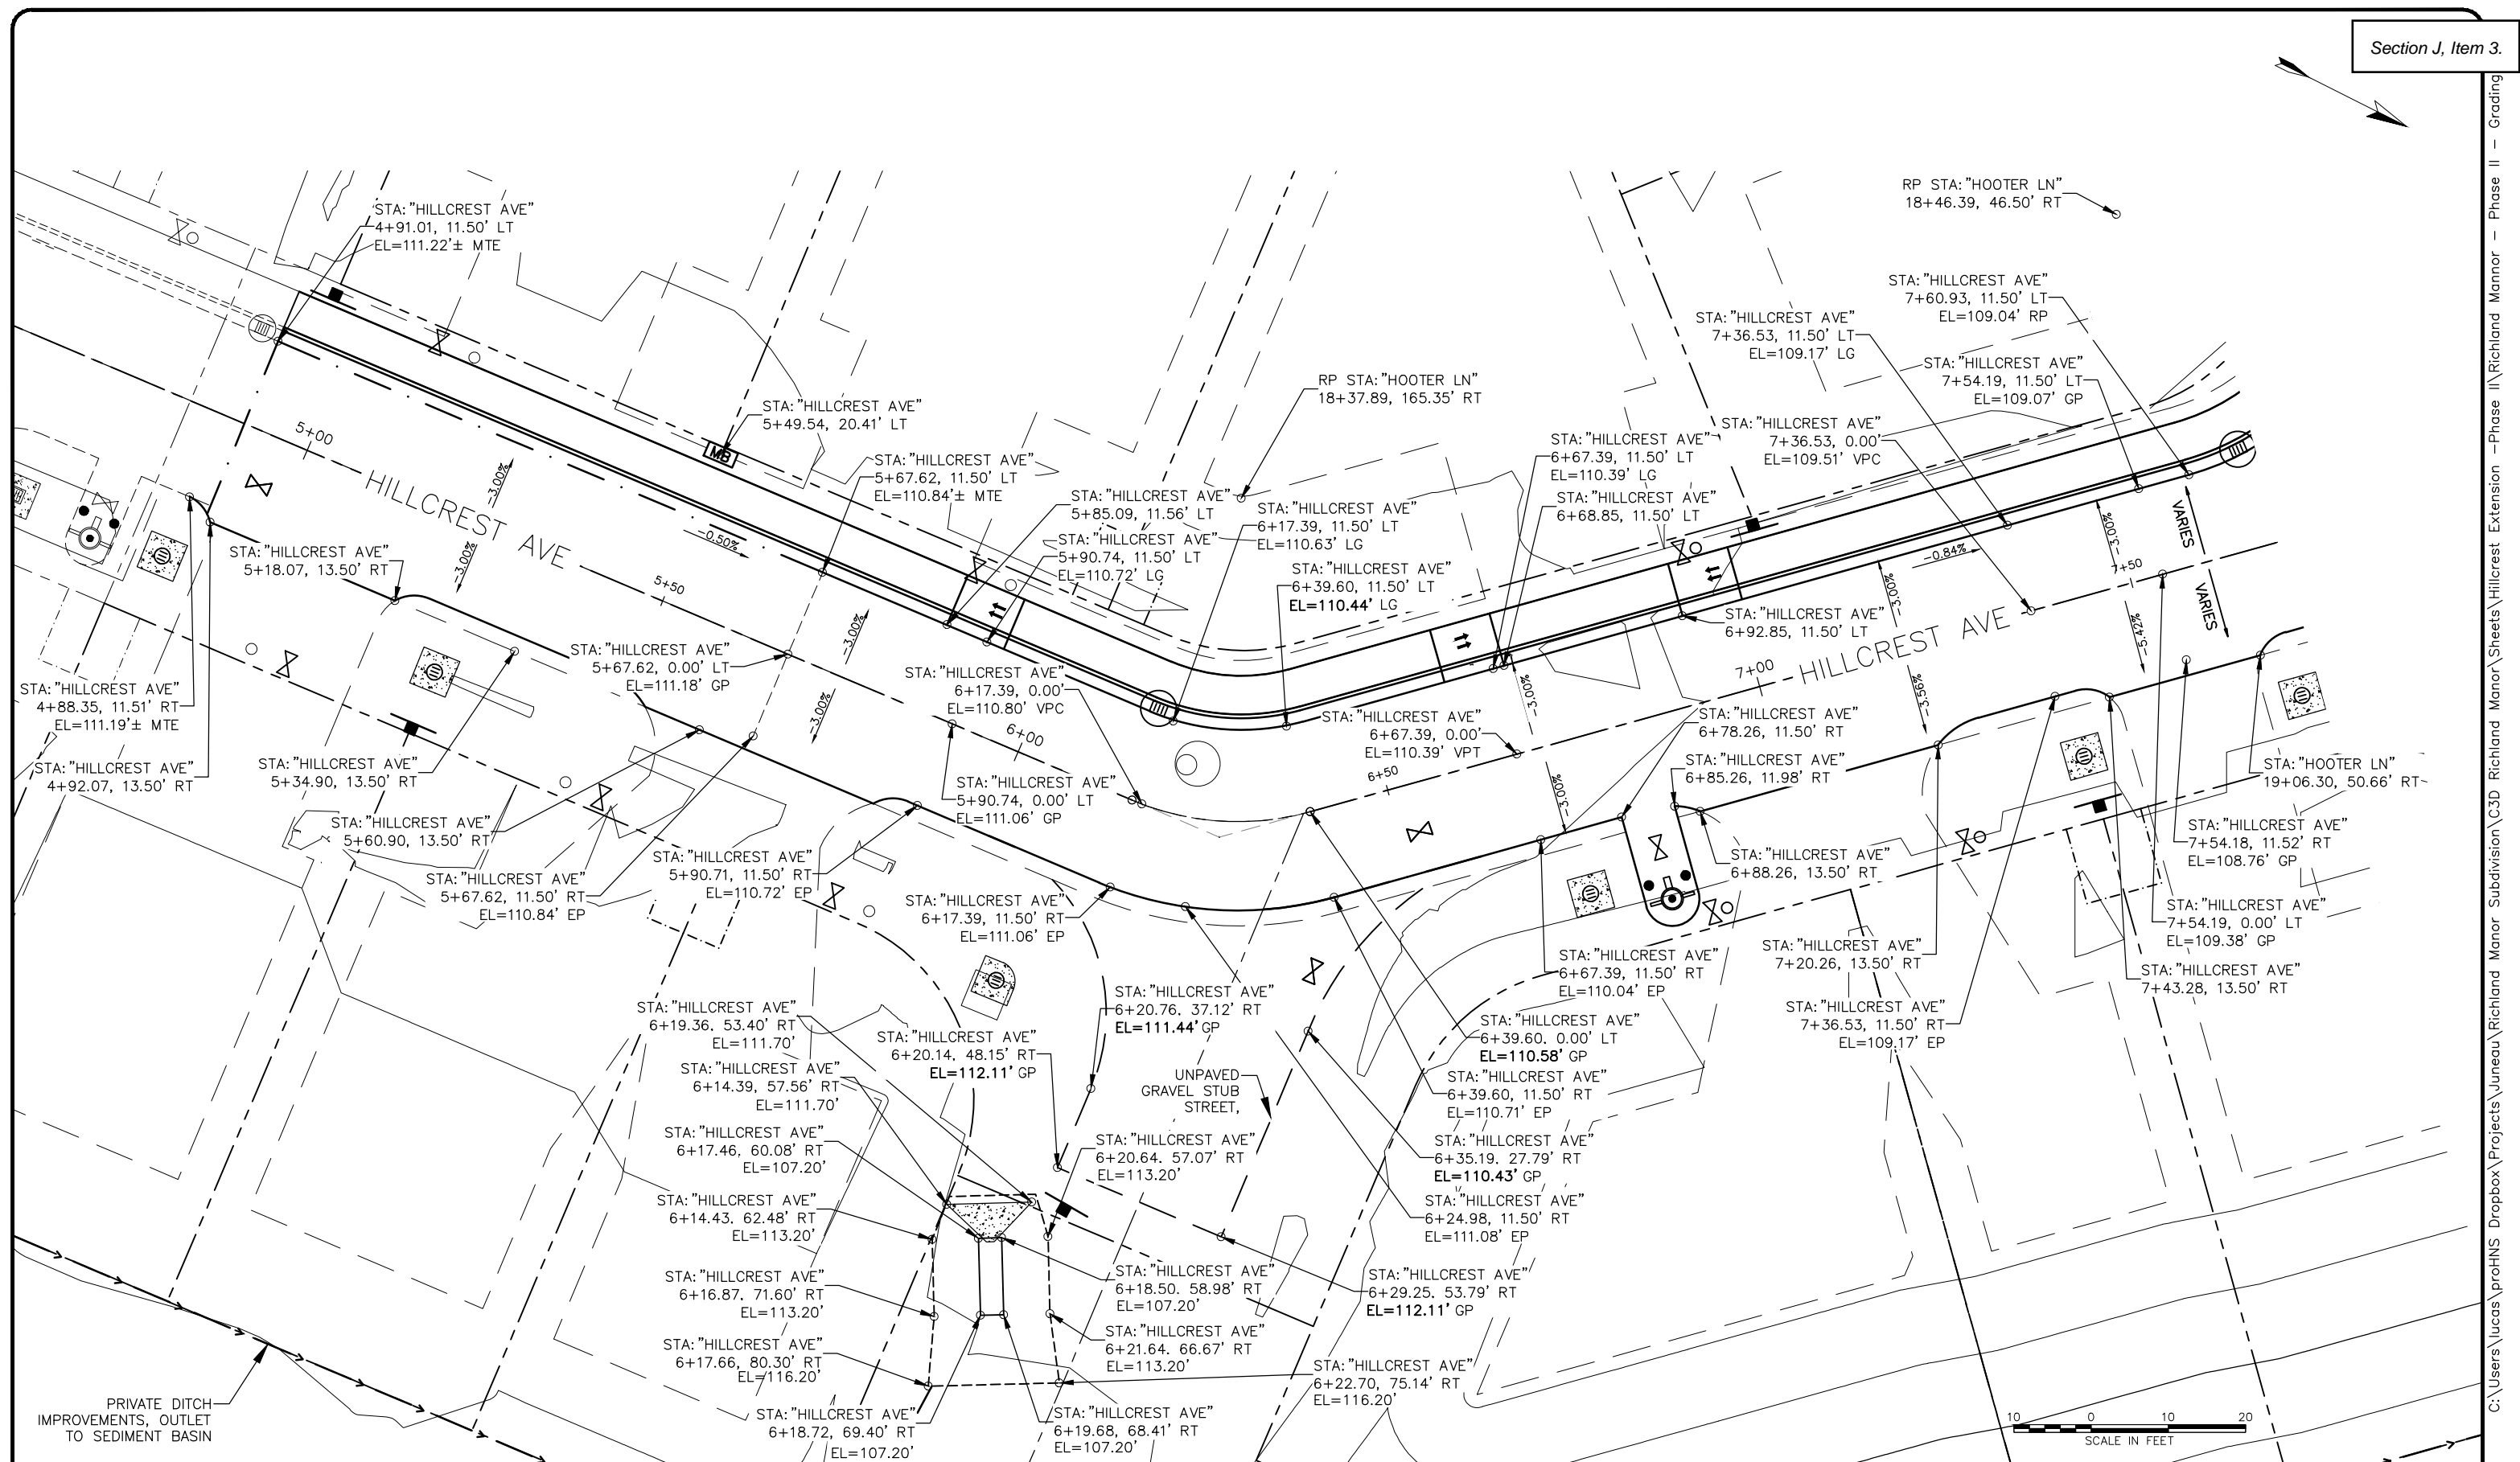 Section J, Item 3.
C:\Users\lucas\proHNS Dropbox\Projects\Juneau\Richland Manor Subdivision\C3D Richland Manor\Sheets\Hillcrest Extension -Phase II\Richland Mannor - Phase II - Grading
RP STA:"HOOTER LN"
18+46.39, 46.50' RT
STA:"HILLCREST AVE"
4+91.01, 11.50' LT
EL=111.22'± MTE
STA:"HILLCREST AVE"
7+60.93, 11.50' LT
EL=109.04' RP
STA:"HILLCREST AVE"
7+36.53, 11.50' LT
EL=109.17' LG
STA:"HILLCREST AVE"
7+54.19, 11.50' LT
EL=109.07' GP
RP STA:"HOOTER LN"
18+37.89, 165.35' RT
STA:"HILLCREST AVE"
5+49.54, 20.41' LT
MB
STA:"HILLCREST AVE"
7+36.53, 0.00'
EL=109.51' VPC
STA:"HILLCREST AVE"
6+67.39, 11.50' LT
EL=110.39' LG
STA:"HILLCREST AVE"
6+68.85, 11.50' LT
STA:"HILLCREST AVE"
5+67.62, 11.50' LT
EL=110.84'± MTE
STA:"HILLCREST AVE"
5+85.09, 11.56' LT
STA:"HILLCREST AVE"
6+17.39, 11.50' LT
EL=110.63' LG
STA:"HILLCREST AVE"
5+90.74, 11.50' LT
EL=110.72' LG
STA:"HILLCREST AVE"
6+39.60, 11.50' LT
EL=110.44' LG
5+00
HILLCREST AVE
-3.00%
-3.00%
-0.50%
5+50
-3.00%
-3.00%
6+00
6+50
-3.00%
-3.00%
7+00
HILLCREST AVE
-3.00%
-3.56%
-0.84%
-3.00%
7+50
-5.42%
VARIES
VARIES
STA:"HILLCREST AVE"
5+18.07, 13.50' RT
STA:"HILLCREST AVE"
6+92.85, 11.50' LT
STA:"HILLCREST AVE"
5+67.62, 0.00' LT
EL=111.18' GP
STA:"HILLCREST AVE"
6+17.39, 0.00'
EL=110.80' VPC
STA:"HILLCREST AVE"
4+88.35, 11.51' RT
EL=111.19'± MTE
STA:"HILLCREST AVE"
6+67.39, 0.00'
EL=110.39' VPT
STA:"HILLCREST AVE"
6+78.26, 11.50' RT
STA:"HILLCREST AVE"
6+85.26, 11.98' RT
STA:"HILLCREST AVE"
4+92.07, 13.50' RT
STA:"HILLCREST AVE"
5+34.90, 13.50' RT
STA:"HILLCREST AVE"
5+90.74, 0.00' LT
EL=111.06' GP
STA:"HOOTER LN"
19+06.30, 50.66' RT
STA:"HILLCREST AVE"
5+60.90, 13.50' RT
STA:"HILLCREST AVE"
7+54.18, 11.52' RT
EL=108.76' GP
STA:"HILLCREST AVE"
5+90.71, 11.50' RT
EL=110.72' EP
STA:"HILLCREST AVE"
6+88.26, 13.50' RT
STA:"HILLCREST AVE"
5+67.62, 11.50' RT
EL=110.84' EP
STA:"HILLCREST AVE"
6+17.39, 11.50' RT
EL=111.06' EP
STA:"HILLCREST AVE"
7+54.19, 0.00' LT
EL=109.38' GP
STA:"HILLCREST AVE"
7+20.26, 13.50' RT
STA:"HILLCREST AVE"
6+67.39, 11.50' RT
EL=110.04' EP
STA:"HILLCREST AVE"
7+43.28, 13.50' RT
STA:"HILLCREST AVE"
6+20.76, 37.12' RT
EL=111.44' GP
STA:"HILLCREST AVE"
6+19.36, 53.40' RT
EL=111.70'
STA:"HILLCREST AVE"
7+36.53, 11.50' RT
EL=109.17' EP
STA:"HILLCREST AVE"
6+39.60, 0.00' LT
EL=110.58' GP
STA:"HILLCREST AVE"
6+20.14, 48.15' RT
EL=112.11' GP
STA:"HILLCREST AVE"
6+14.39, 57.56' RT
EL=111.70'
UNPAVED
GRAVEL STUB
STREET,
STA:"HILLCREST AVE"
6+39.60, 11.50' RT
EL=110.71' EP
STA:"HILLCREST AVE"
6+17.46, 60.08' RT
EL=107.20'
STA:"HILLCREST AVE"
6+20.64, 57.07' RT
EL=113.20'
STA:"HILLCREST AVE"
6+35.19, 27.79' RT
EL=110.43' GP
STA:"HILLCREST AVE"
6+14.43, 62.48' RT
EL=113.20'
STA:"HILLCREST AVE"
6+24.98, 11.50' RT
EL=111.08' EP
STA:"HILLCREST AVE"
6+16.87, 71.60' RT
EL=113.20'
STA:"HILLCREST AVE"
6+18.50, 58.98' RT
EL=107.20'
STA:"HILLCREST AVE"
6+29.25, 53.79' RT
EL=112.11' GP
STA:"HILLCREST AVE"
6+21.64, 66.67' RT
EL=113.20'
STA:"HILLCREST AVE"
6+17.66, 80.30' RT
EL=116.20'
STA:"HILLCREST AVE"
6+22.70, 75.14' RT
EL=116.20'
PRIVATE DITCH
IMPROVEMENTS, OUTLET
TO SEDIMENT BASIN
STA:"HILLCREST AVE"
6+18.72, 69.40' RT
EL=107.20'
STA:"HILLCREST AVE"
6+19.68, 68.41' RT
EL=107.20'
10 0 10 20
SCALE IN FEET